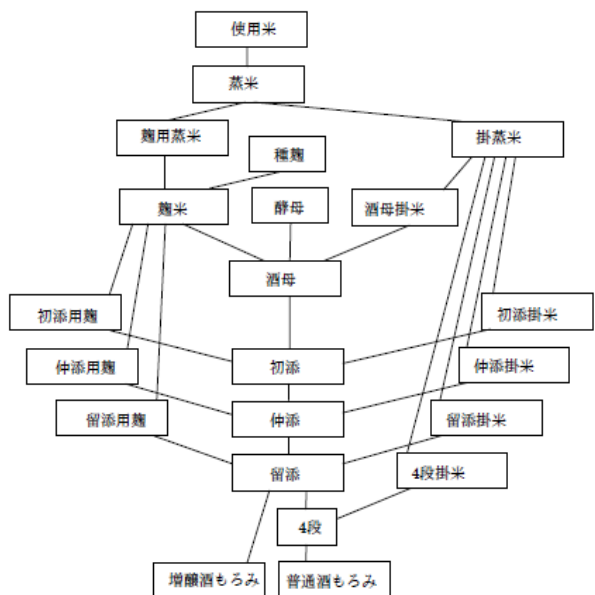 使用米
蒸米
麹用蒸米
掛蒸米
種麹
麹米
酵母
酒母掛米
酒母
初添用麹
初添掛米
初添
仲添用麹
仲添掛米
仲添
留添用麹
留添掛米
留添
4段掛米
4段
増醸酒もろみ
普通酒もろみ